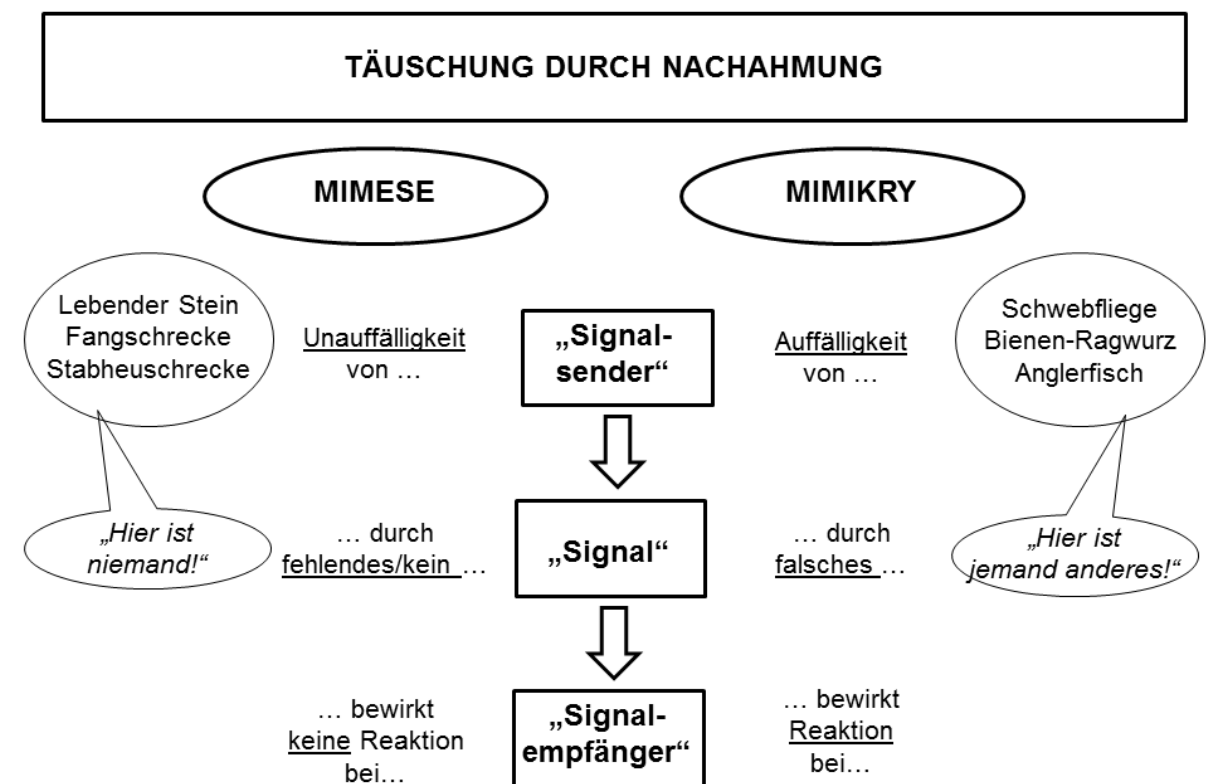 TÄUSCHUNG DURCH NACHAHMUNG
MIMESE
MIMIKRY
Lebender Stein
Fangschrecke
Stabheuschrecke
Unauffälligkeit
von …
„Signal-
sender“
Auffälligkeit
von …
Schwebfliege
Bienen-Ragwurz
Anglerfisch
„Hier ist
niemand!“
… durch
fehlendes/kein …
„Signal“
… durch
falsches …
„Hier ist
jemand anderes!“
… bewirkt
keine Reaktion
bei…
„Signal-
empfänger“
… bewirkt
Reaktion
bei…